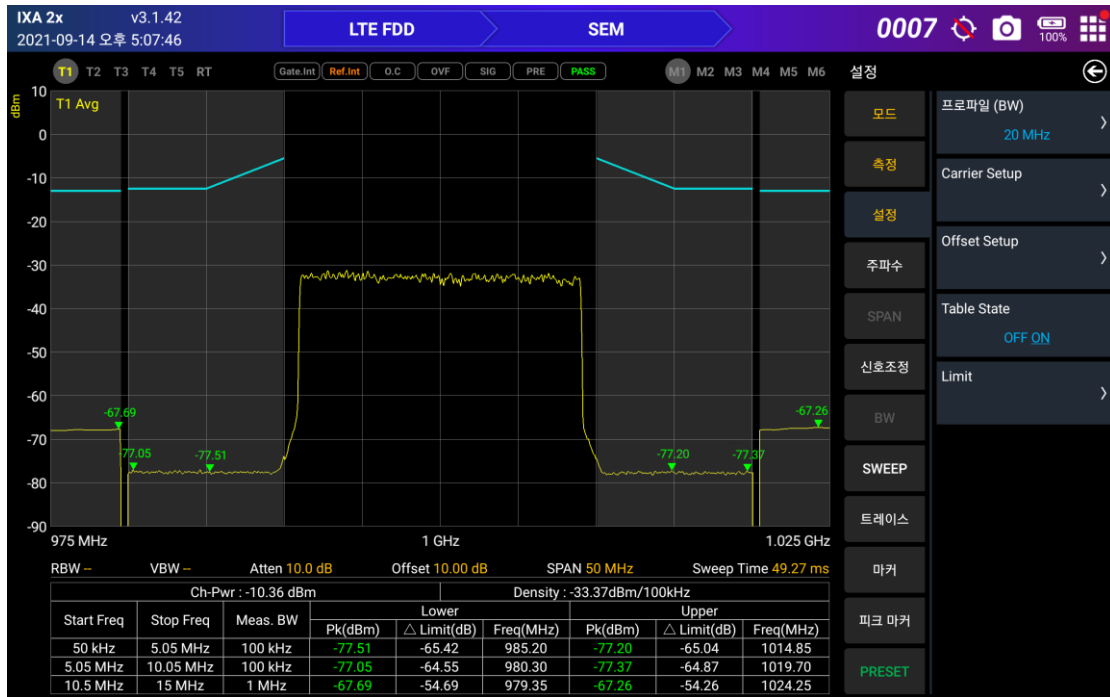 IXA 2x v3.1.42
2021-09-14 오후 5:07:46
LTE FDD
SEM
0007
100%
T1 T2 T3 T4 T5 RT
Gate.Int Ref.Int O.C OVF SIG PRE PASS
M1 M2 M3 M4 M5 M6
설정
dBm
T1 Avg
10
0
-10
-20
-30
-40
-50
-60
-70
-80
-90
-67.69
-77.05
-77.51
-77.20
-77.37
-67.26
975 MHz 1 GHz 1.025 GHz
RBW -- VBW -- Atten 10.0 dB Offset 10.00 dB SPAN 50 MHz Sweep Time 49.27 ms
Ch-Pwr : -10.36 dBm Density : -33.37dBm/100kHz
Start Freq Stop Freq Meas. BW Lower Upper
Pk(dBm) △ Limit(dB) Freq(MHz) Pk(dBm) △ Limit(dB) Freq(MHz)
50 kHz 5.05 MHz 100 kHz -77.51 -65.42 985.20 -77.20 -65.04 1014.85
5.05 MHz 10.05 MHz 100 kHz -77.05 -64.55 980.30 -77.37 -64.87 1019.70
10.5 MHz 15 MHz 1 MHz -67.69 -54.69 979.35 -67.26 -54.26 1024.25
모드
측정
설정
주파수
SPAN
신호조정
BW
SWEEP
트레이스
마커
피크 마커
PRESET
프로파일 (BW)
20 MHz
Carrier Setup
Offset Setup
Table State
OFF ON
Limit